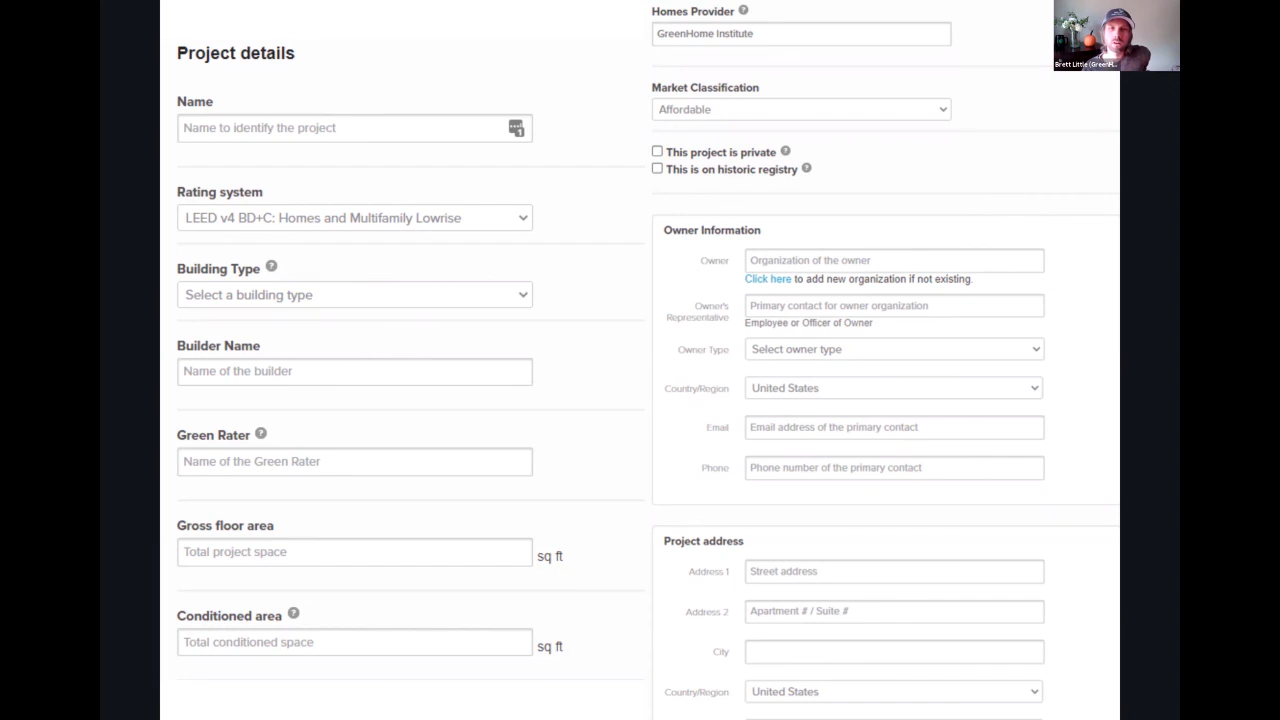 Project details
Name
Name to identify the project
1
Rating system
LEED v4 BD+C: Homes and Multifamily Lowrise
Building Type ?
Select a building type
Builder Name
Name of the builder
Green Rater ?
Name of the Green Rater
Gross floor area
Total project space
sq ft
Conditioned area ?
Total conditioned space
sq ft
Homes Provider ?
GreenHome Institute
Market Classification
Affordable
This project is private ?
This is on historic registry ?
Owner Information
Owner
Organization of the owner
Click here to add new organization if not existing.
Owner's
Representative
Primary contact for owner organization
Employee or Officer of Owner
Owner Type
Select owner type
Country/Region
United States
Email
Email address of the primary contact
Phone
Phone number of the primary contact
Project address
Address 1
Street address
Address 2
Apartment # / Suite #
City
Country/Region
United States
Brett Little (GreenH...